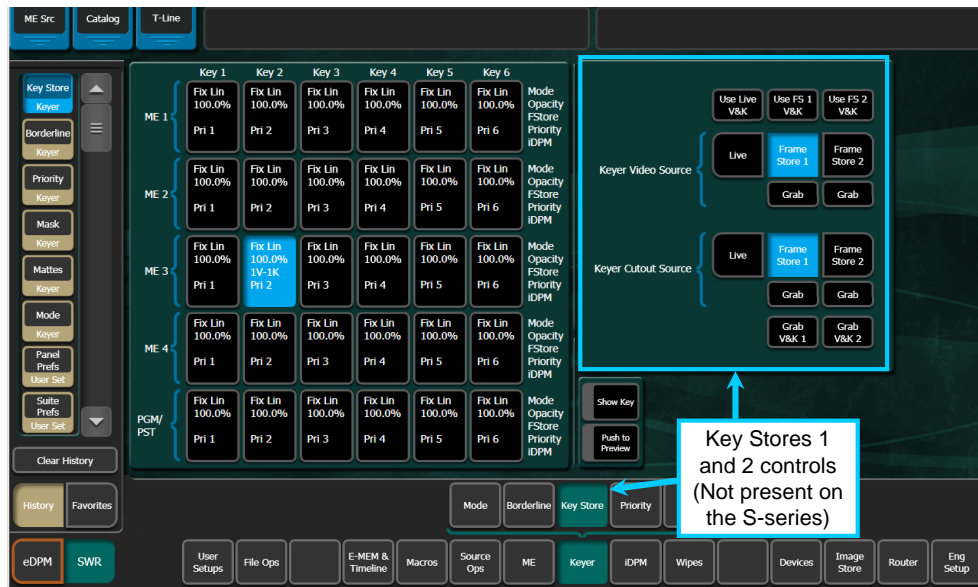 ME Src
Catalog
T-Line
Key Store
Keyer
Borderline
Keyer
Priority
Keyer
Mask
Keyer
Mattes
Keyer
Mode
Keyer
Panel
Prefs
User Set
Suite
Prefs
User Set
Clear History
History
Favorites
eDPM
SWR
Key 1 Key 2 Key 3 Key 4 Key 5 Key 6
ME 1
Fix Lin Fix Lin Fix Lin Fix Lin Fix Lin Fix Lin Mode
100.0% 100.0% 100.0% 100.0% 100.0% 100.0% Opacity
FStore
Pri 1 Pri 2 Pri 3 Pri 4 Pri 5 Pri 6 Priority
iDPM
ME 2
Fix Lin Fix Lin Fix Lin Fix Lin Fix Lin Fix Lin Mode
100.0% 100.0% 100.0% 100.0% 100.0% 100.0% Opacity
FStore
Pri 1 Pri 2 Pri 3 Pri 4 Pri 5 Pri 6 Priority
iDPM
ME 3
Fix Lin Fix Lin Fix Lin Fix Lin Fix Lin Fix Lin Mode
100.0% 100.0% 100.0% 100.0% 100.0% 100.0% Opacity
1V-1K FStore
Pri 1 Pri 2 Pri 3 Pri 4 Pri 5 Pri 6 Priority
iDPM
ME 4
Fix Lin Fix Lin Fix Lin Fix Lin Fix Lin Fix Lin Mode
100.0% 100.0% 100.0% 100.0% 100.0% 100.0% Opacity
FStore
Pri 1 Pri 2 Pri 3 Pri 4 Pri 5 Pri 6 Priority
iDPM
PGM/
PST
Fix Lin Fix Lin Fix Lin Fix Lin Fix Lin Fix Lin Mode
100.0% 100.0% 100.0% 100.0% 100.0% 100.0% Opacity
FStore
Pri 1 Pri 2 Pri 3 Pri 4 Pri 5 Pri 6 Priority
iDPM
Use Live
V&K
Use FS 1
V&K
Use FS 2
V&K
Keyer Video Source
Live
Frame
Store 1
Frame
Store 2
Grab
Grab
Keyer Cutout Source
Live
Frame
Store 1
Frame
Store 2
Grab
Grab
Grab
V&K 1
Grab
V&K 2
Show Key
Push to
Preview
Key Stores 1
and 2 controls
(Not present on
the S-series)
Mode
Borderline
Key Store
Priority
User
Setups
File Ops
E-MEM &
Timeline
Macros
Source
Ops
ME
Keyer
iDPM
Wipes
Devices
Image
Store
Router
Eng
Setup